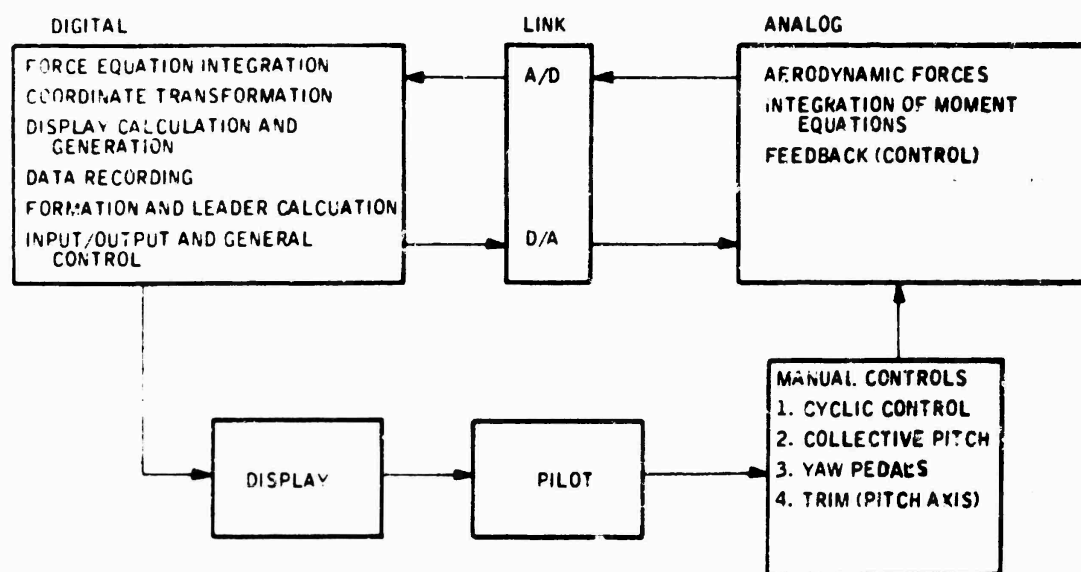 DIGITAL
FORCE EQUATION INTEGRATION
COORDINATE TRANSFORMATION
DISPLAY CALCULATION AND
GENERATION
DATA RECORDING
FORMATION AND LEADER CALCUATION
INPUT/OUTPUT AND GENERAL
CONTROL
LINK
A/D
D/A
ANALOG
AERODYNAMIC FORCES
INTEGRATION OF MOMENT
EQUATIONS
FEEDBACK (CONTROL)
DISPLAY
PILOT
MANUAL CONTROLS
1. CYCLIC CONTROL
2. COLLECTIVE PITCH
3. YAW PEDALS
4. TRIM (PITCH AXIS)